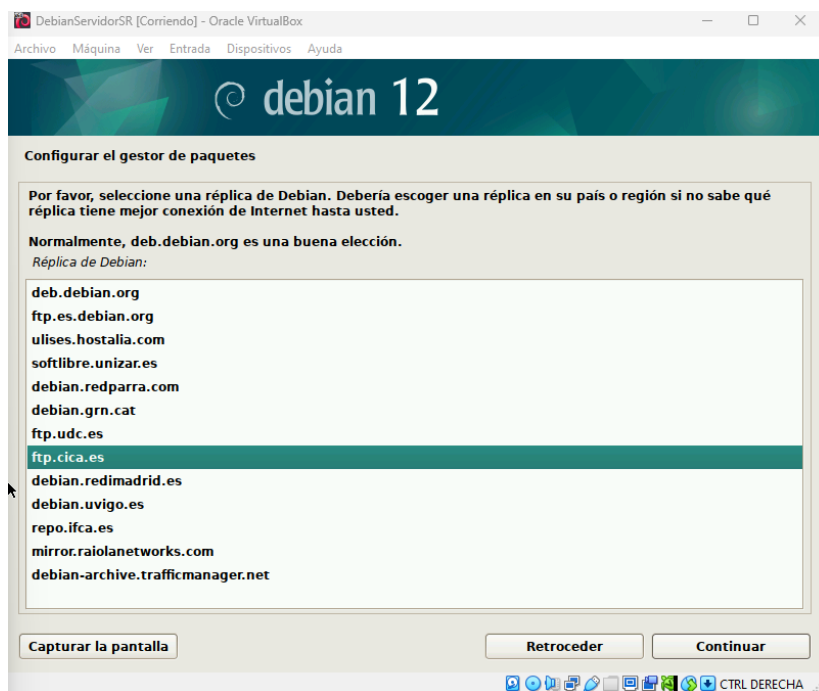 DebianServidorSR [Corriendo] - Oracle VirtualBox
Archivo Máquina Ver Entrada Dispositivos Ayuda
debian 12
Configurar el gestor de paquetes
Por favor, seleccione una réplica de Debian. Debería escoger una réplica en su país o región si no sabe qué
réplica tiene mejor conexión de Internet hasta usted.
Normalmente, deb.debian.org es una buena elección.
Réplica de Debian:
deb.debian.org
ftp.es.debian.org
ulises.hostalia.com
softlibre.unizar.es
debian.redparra.com
debian.grn.cat
ftp.udc.es
ftp.cica.es
debian.redimadrid.es
debian.uvigo.es
repo.ifca.es
mirror.raiolanetworks.com
debian-archive.trafficmanager.net
Capturar la pantalla Retroceder Continuar
CTRL DERECHA